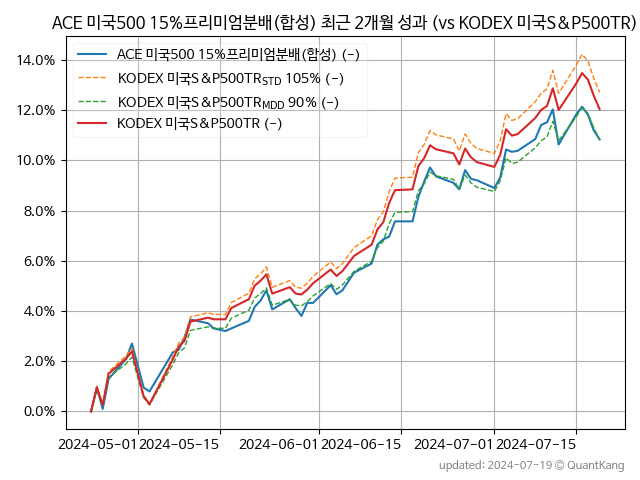 ACE 미국500 15%프리미엄분배(합성) 최근 2개월 성과 (vs KODEX 미국S&P500TR)
ACE 미국500 15%프리미엄분배(합성) (-)
KODEX 미국S&P500TR_STD 105% (-)
KODEX 미국S&P500TR_MDD 90% (-)
KODEX 미국S&P500TR (-)
14.0%
12.0%
10.0%
8.0%
6.0%
4.0%
2.0%
0.0%
2024-05-01 2024-05-15 2024-06-01 2024-06-15 2024-07-01 2024-07-15
updated: 2024-07-19 © QuantKang